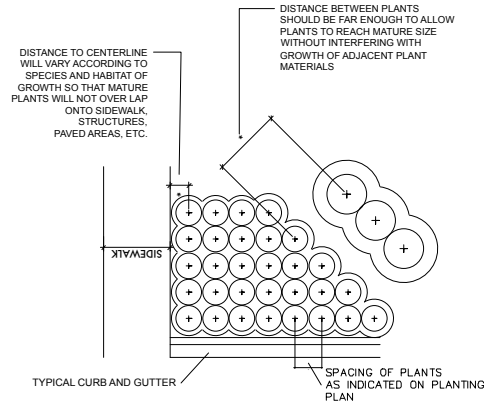 DISTANCE BETWEEN PLANTS
SHOULD BE FAR ENOUGH TO ALLOW
PLANTS TO REACH MATURE SIZE
WITHOUT INTERFERING WITH
GROWTH OF ADJACENT PLANT
MATERIALS
DISTANCE TO CENTERLINE
WILL VARY ACCORDING TO
SPECIES AND HABITAT OF
GROWTH SO THAT MATURE
PLANTS WILL NOT OVER LAP
ONTO SIDEWALK,
STRUCTURES,
PAVED AREAS, ETC.
*
*
SIDEWALK
TYPICAL CURB AND GUTTER
SPACING OF PLANTS
AS INDICATED ON PLANTING
PLAN